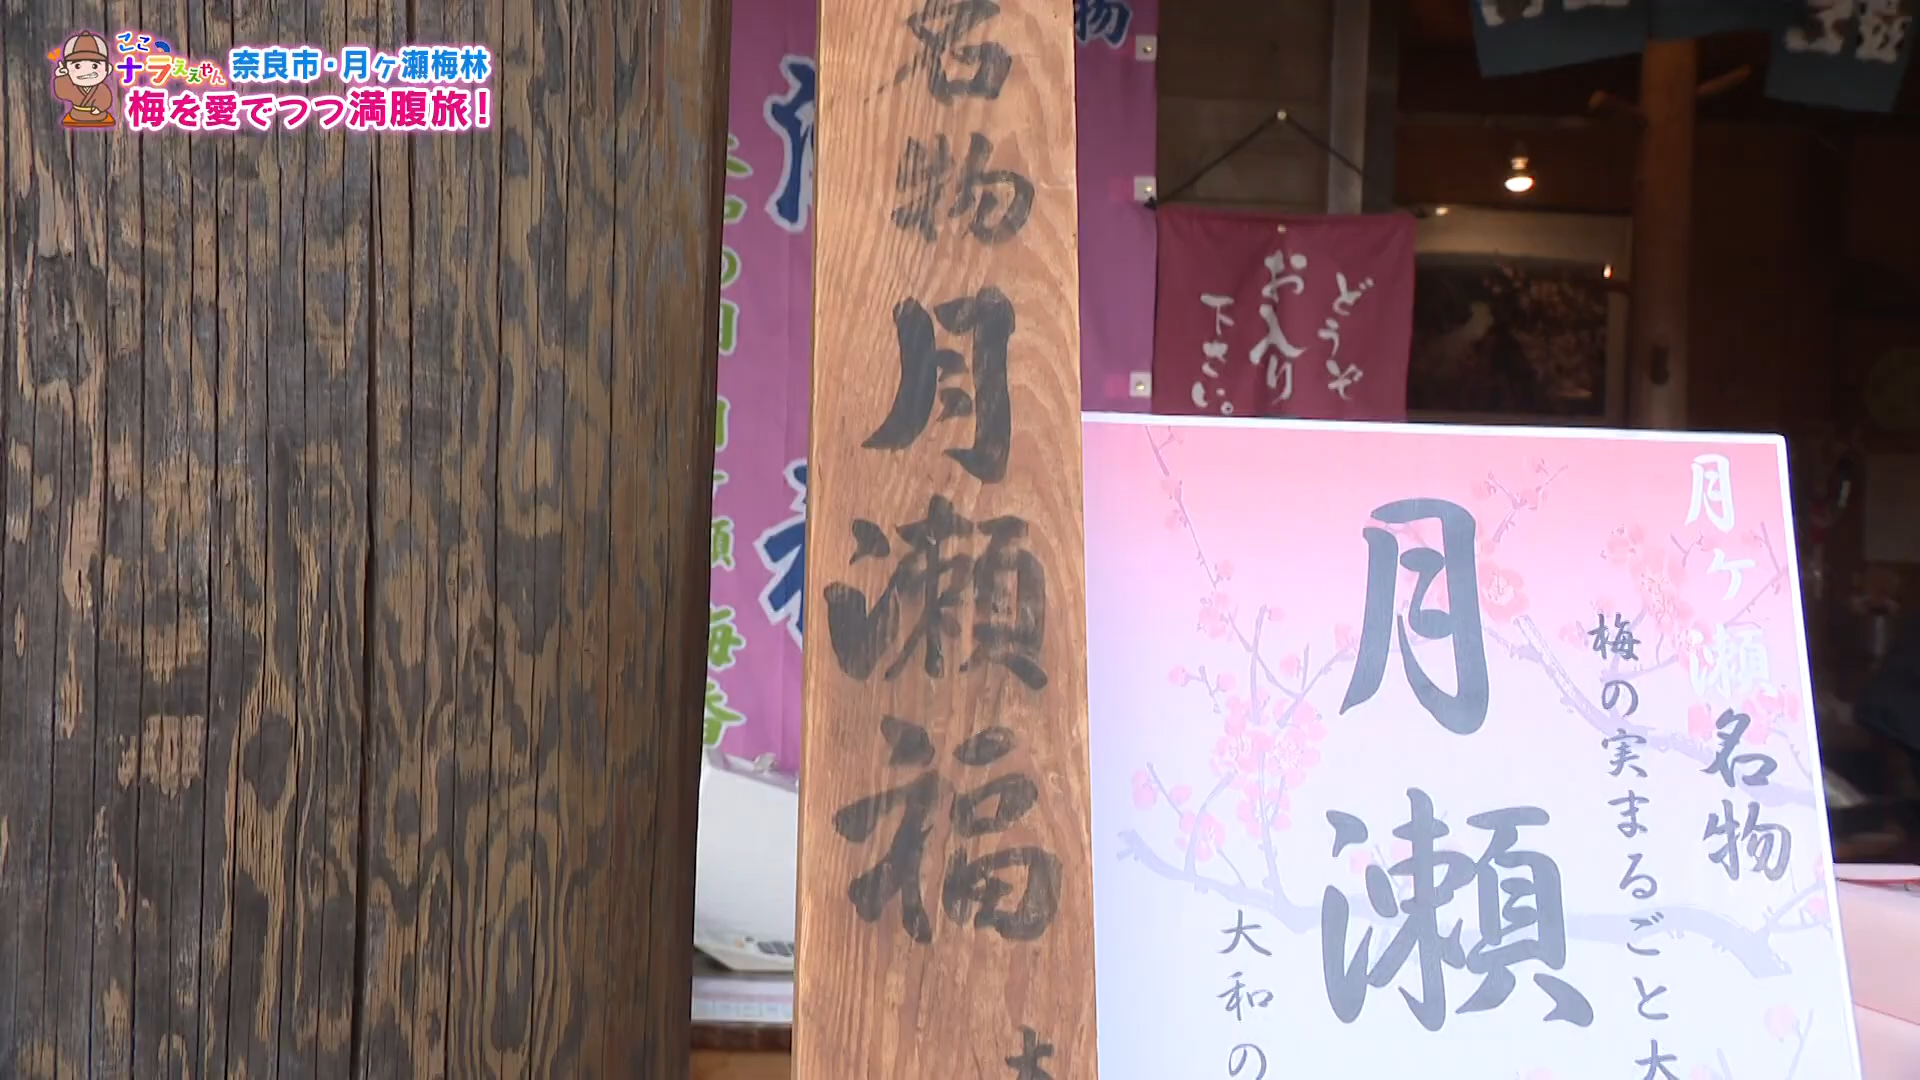 ここ
ナラええやん
奈良市・月ヶ瀬梅林
梅を愛でつつ満腹旅！
名物月瀬福
どうぞ
お入り
下さい。
月ヶ瀬名物
梅の実まるごと大
月瀬
大和の